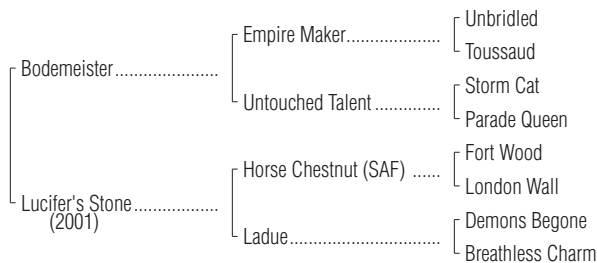 Unbridled
Empire Maker....................
Toussaud
Bodemeister......................
Storm Cat
Untouched Talent..............
Parade Queen
Fort Wood
Horse Chestnut (SAF) ......
London Wall
Lucifer's Stone..................
(2001)
Demons Begone
Ladue................................
Breathless Charm